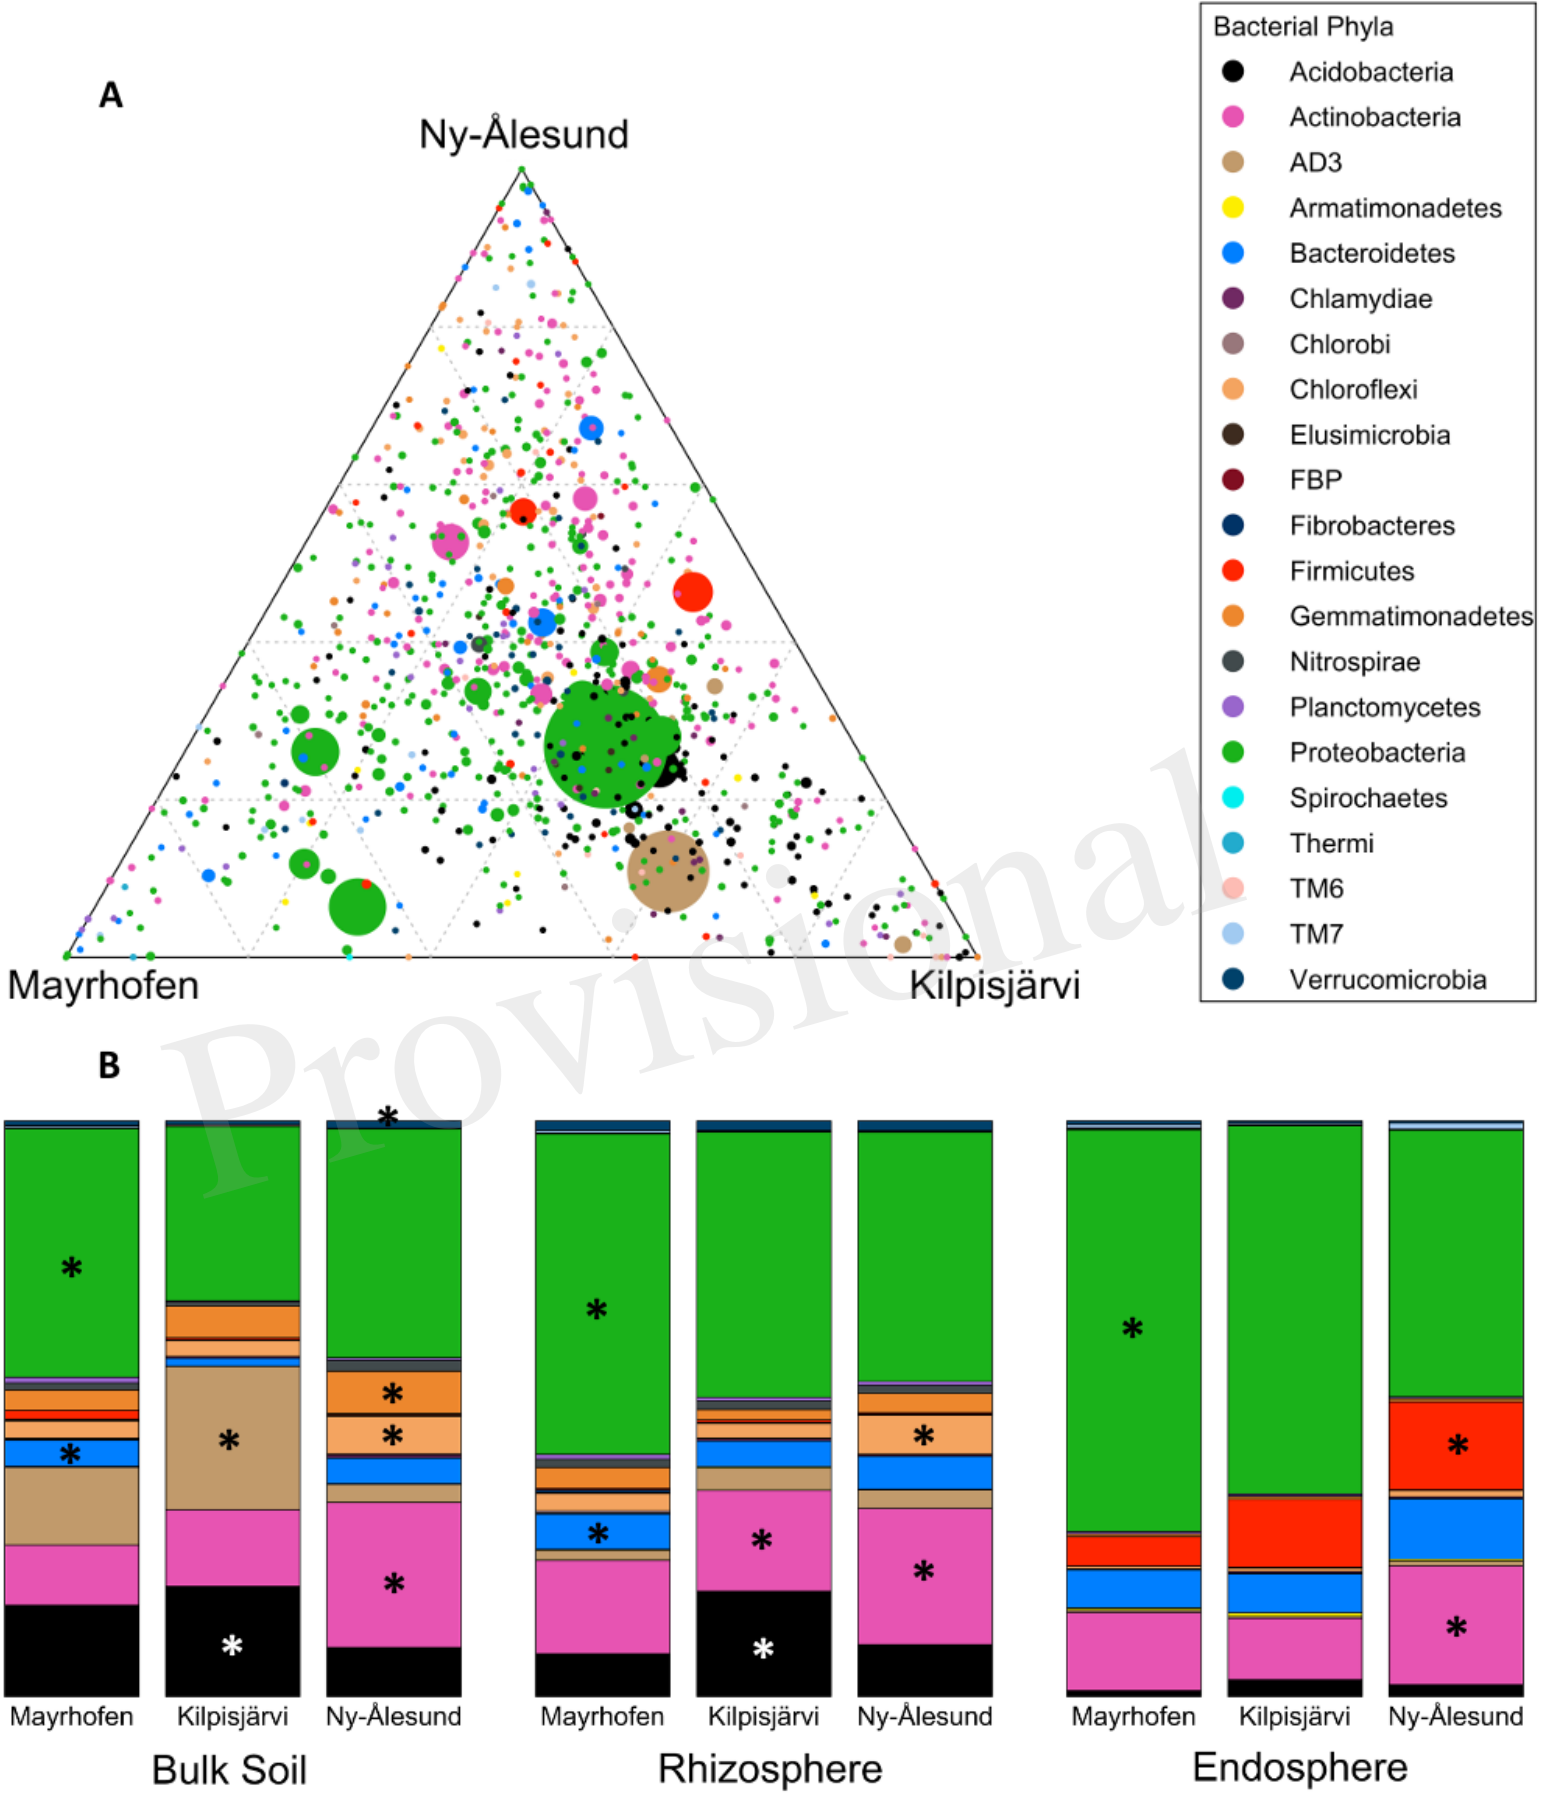 Bacterial Phyla
Acidobacteria
Actinobacteria
AD3
Armatimonadetes
Bacteroidetes
Chlamydiae
Chlorobi
Chloroflexi
Elusimicrobia
FBP
Fibrobacteres
Firmicutes
Gemmatimonadetes
Nitrospirae
Planctomycetes
Proteobacteria
Spirochaetes
Thermi
TM6
TM7
Verrucomicrobia
A
Ny-Ålesund
Mayrhofen
Kilpisjärvi
Provisional
B
*
* * * * * *
* * * * * * *
* * * *
Mayrhofen Kilpisjärvi Ny-Ålesund Mayrhofen Kilpisjärvi Ny-Ålesund Mayrhofen Kilpisjärvi Ny-Ålesund
Bulk Soil Rhizosphere Endosphere